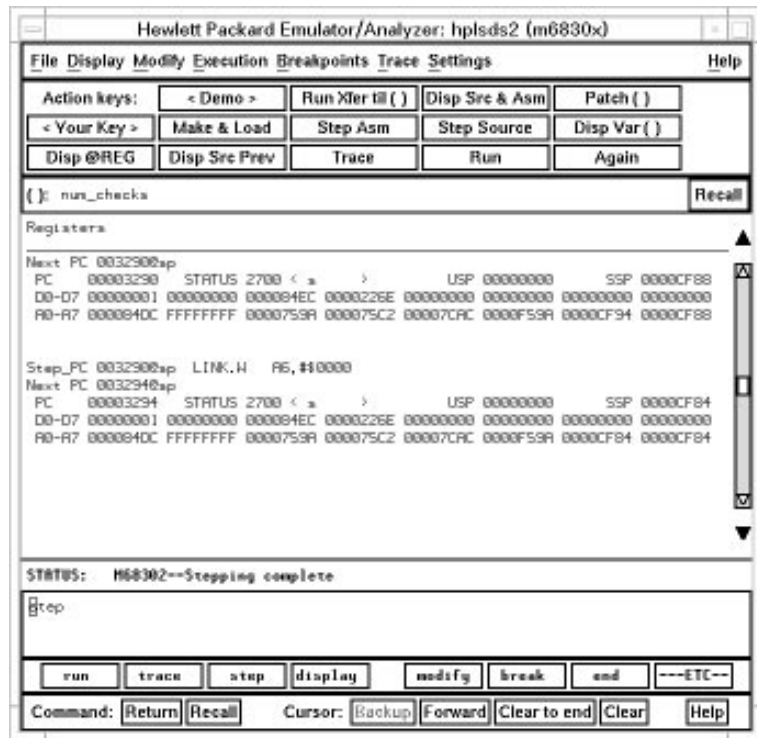 Hewlett Packard Emulator/Analyzer: hplsds2 (m6830x)
File Display Modify Execution Breakpoints Trace Settings Help
Action keys: < Demo > Run Xfer til ( ) Disp Src & Asm Patch ( )
< Your Key > Make & Load Step Asm Step Source Disp Var ( )
Disp @REG Disp Src Prev Trace Run Again
( ): num_checks Recall
Registers
Next PC 0032900@sp
PC 00003290 STATUS 2700 < s > USP 00000000 SSP 0000CF88
D0-D7 00000001 00000000 000084EC 0000226E 00000000 00000000 00000000 00000000
A0-A7 000084DC FFFFFFFF 0000759A 000075C2 00007CAC 0000F59A 0000CF94 0000CF88
Step_PC 0032900@sp LINK.W A6,#$0000
Next PC 0032940@sp
PC 00003294 STATUS 2700 < s > USP 00000000 SSP 0000CF84
D0-D7 00000001 00000000 000084EC 0000226E 00000000 00000000 00000000 00000000
A0-A7 000084DC FFFFFFFF 0000759A 000075C2 00007CAC 0000F59A 0000CF84 0000CF84
STATUS: M68302--Stepping complete
step
run trace step display modify break end ---ETC--
Command: Return Recall Cursor: Backup Forward Clear to end Clear Help